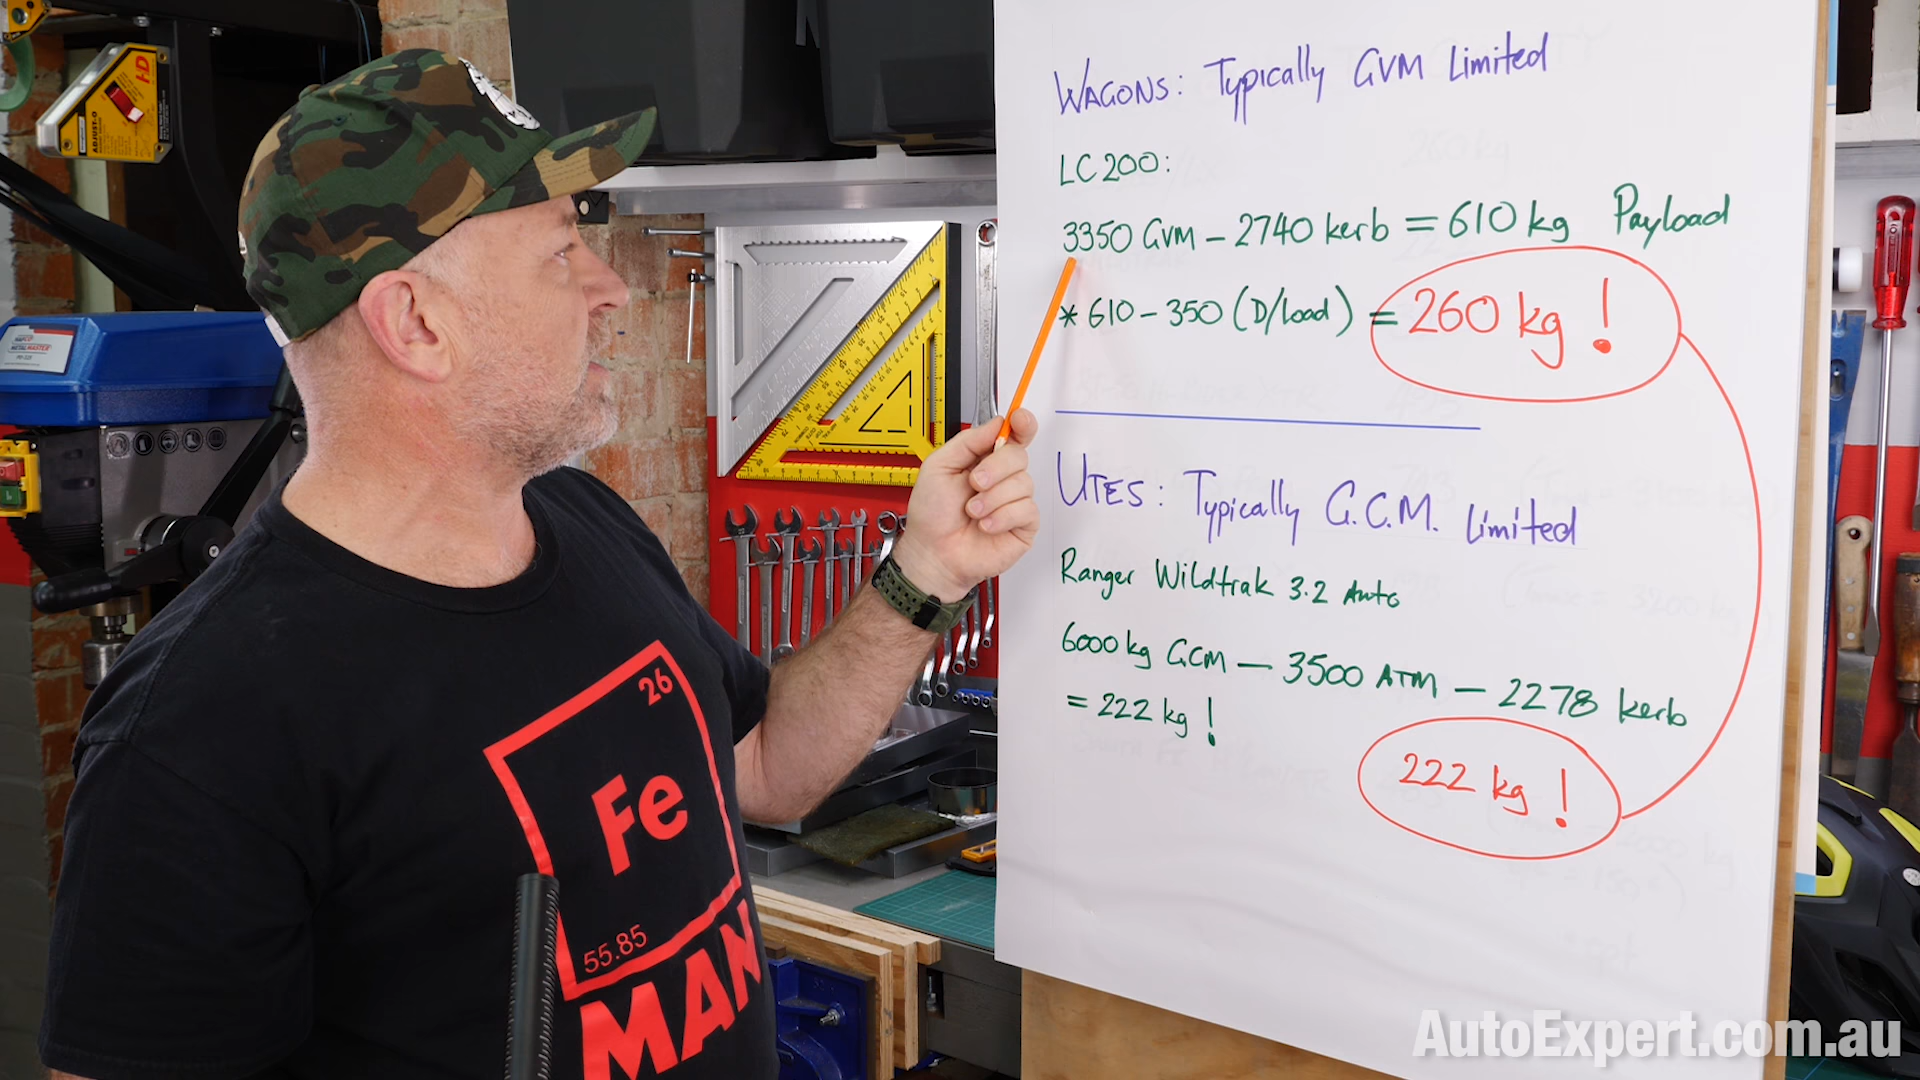 WAGONS: Typically GVM Limited
LC200:
3350 GVM – 2740 kerb = 610 kg Payload
* 610 – 350 (D/load) = 260 kg!
UTES: Typically G.C.M. Limited
Ranger Wildtrak 3.2 Auto
6000 kg GCM – 3500 ATM – 2278 kerb
= 222 kg!
222 kg!
26
Fe
55.85
MAN
HD
ADJUST-O
AutoExpert.com.au